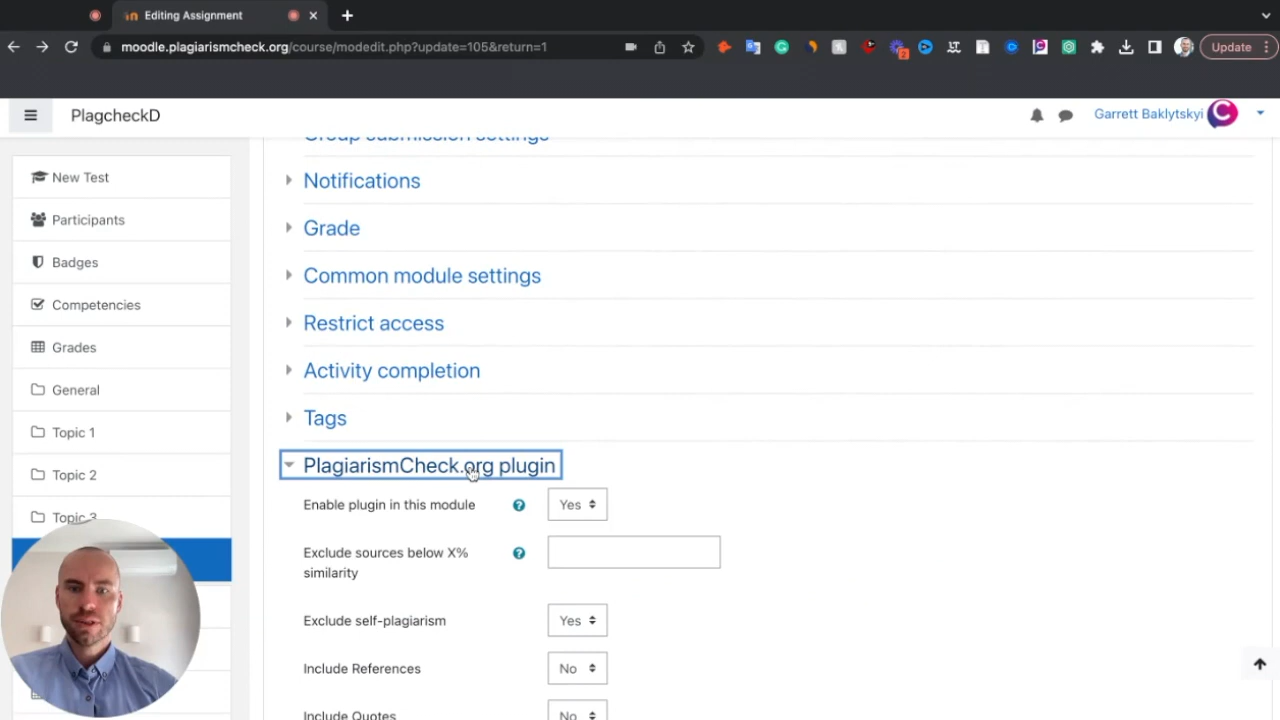 Editing Assignment
moodle.plagiarismcheck.org/course/modedit.php?update=105&return=1
Update
PlagcheckD
Garrett Baklytskyi
New Test
Participants
Badges
Competencies
Grades
General
Topic 1
Topic 2
Topic 3
Group submission settings
Notifications
Grade
Common module settings
Restrict access
Activity completion
Tags
PlagiarismCheck.org plugin
Enable plugin in this module
Yes
Exclude sources below X%
similarity
Exclude self-plagiarism
Yes
Include References
No
Include Quotes
No